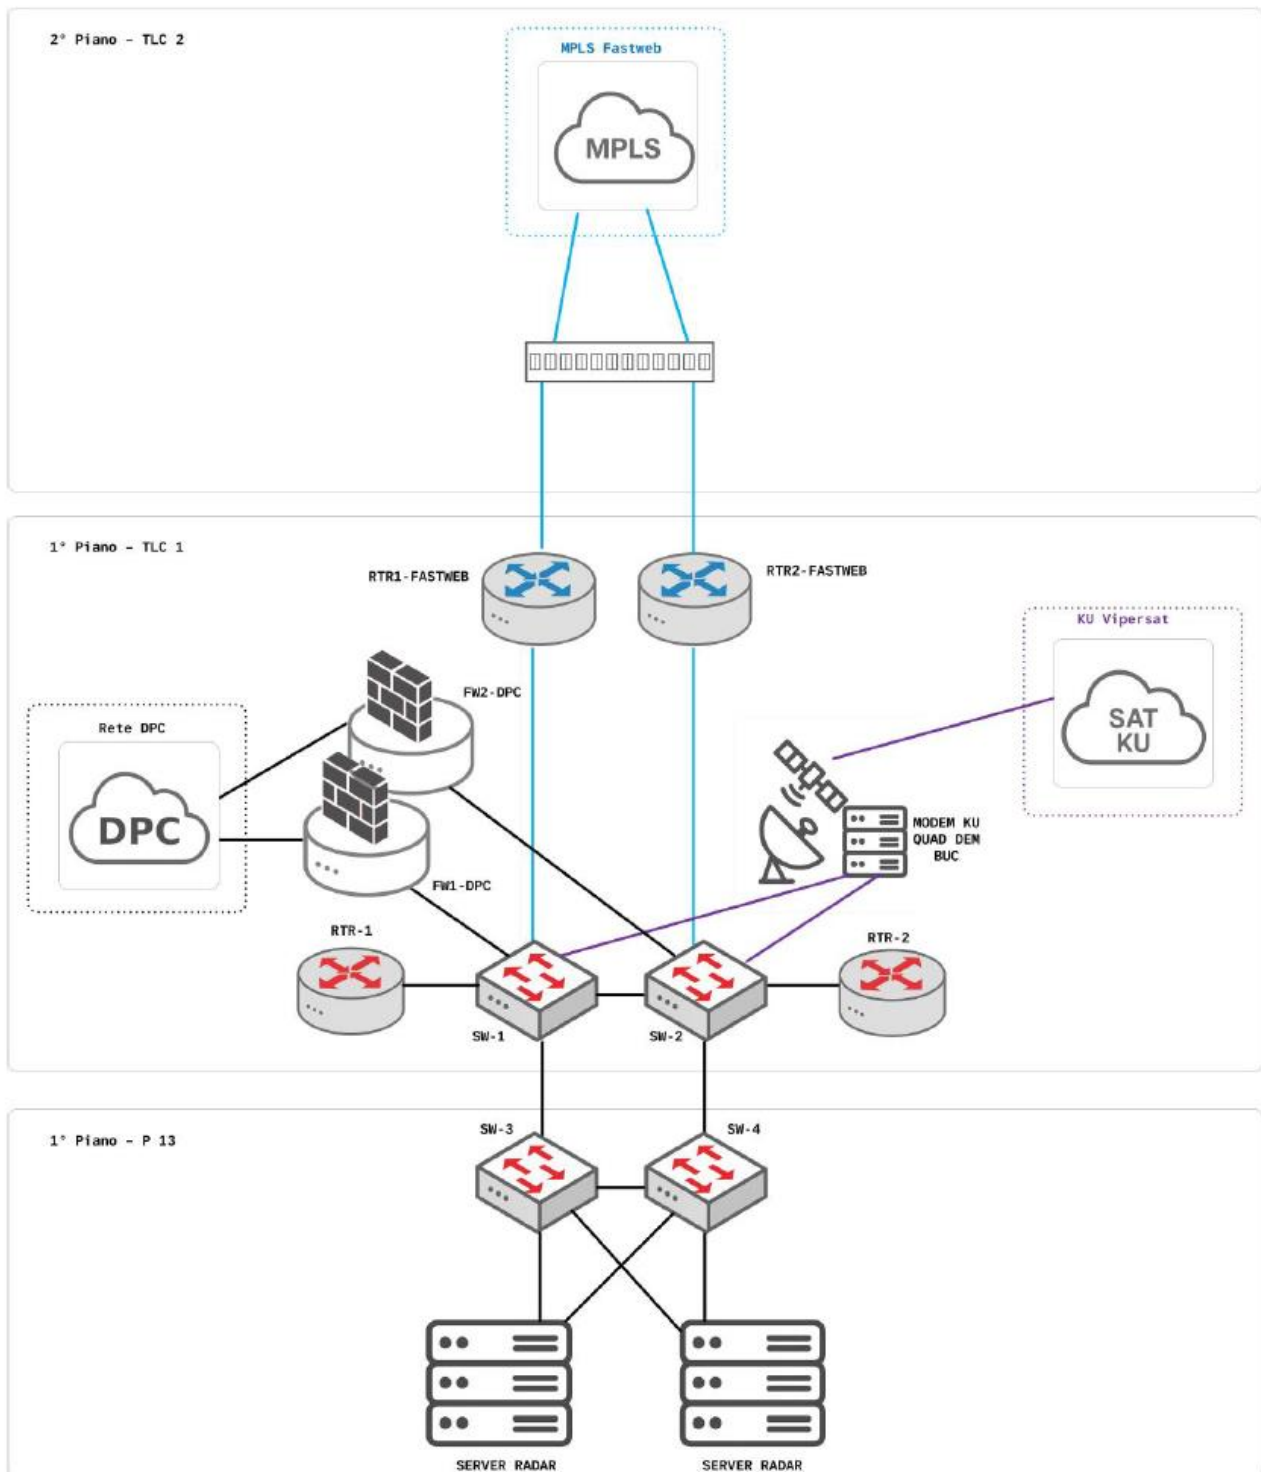 2° Piano – TLC 2
MPLS Fastweb
MPLS
1° Piano – TLC 1
RTR1-FASTWEB
RTR2-FASTWEB
KU Vipersat
SAT
KU
FW2-DPC
Rete DPC
DPC
MODEM KU
QUAD DEM
BUC
FW1-DPC
RTR-1
RTR-2
SW-1
SW-2
1° Piano – P 13
SW-3
SW-4
SERVER RADAR
SERVER RADAR